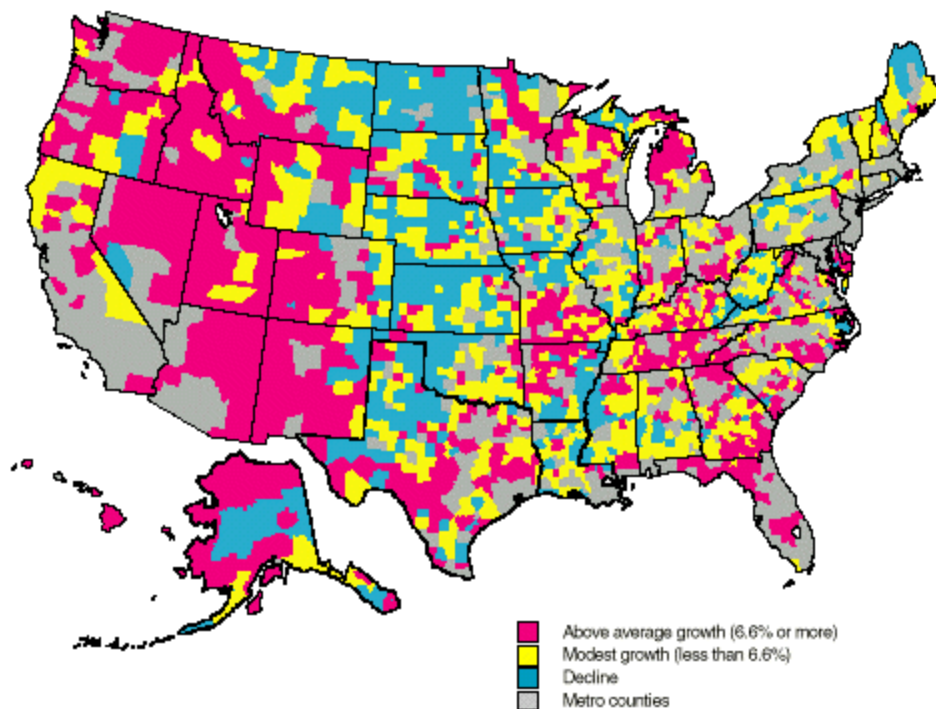 Above average growth (6.6% or more)
Modest growth (less than 6.6%)
Decline
Metro counties